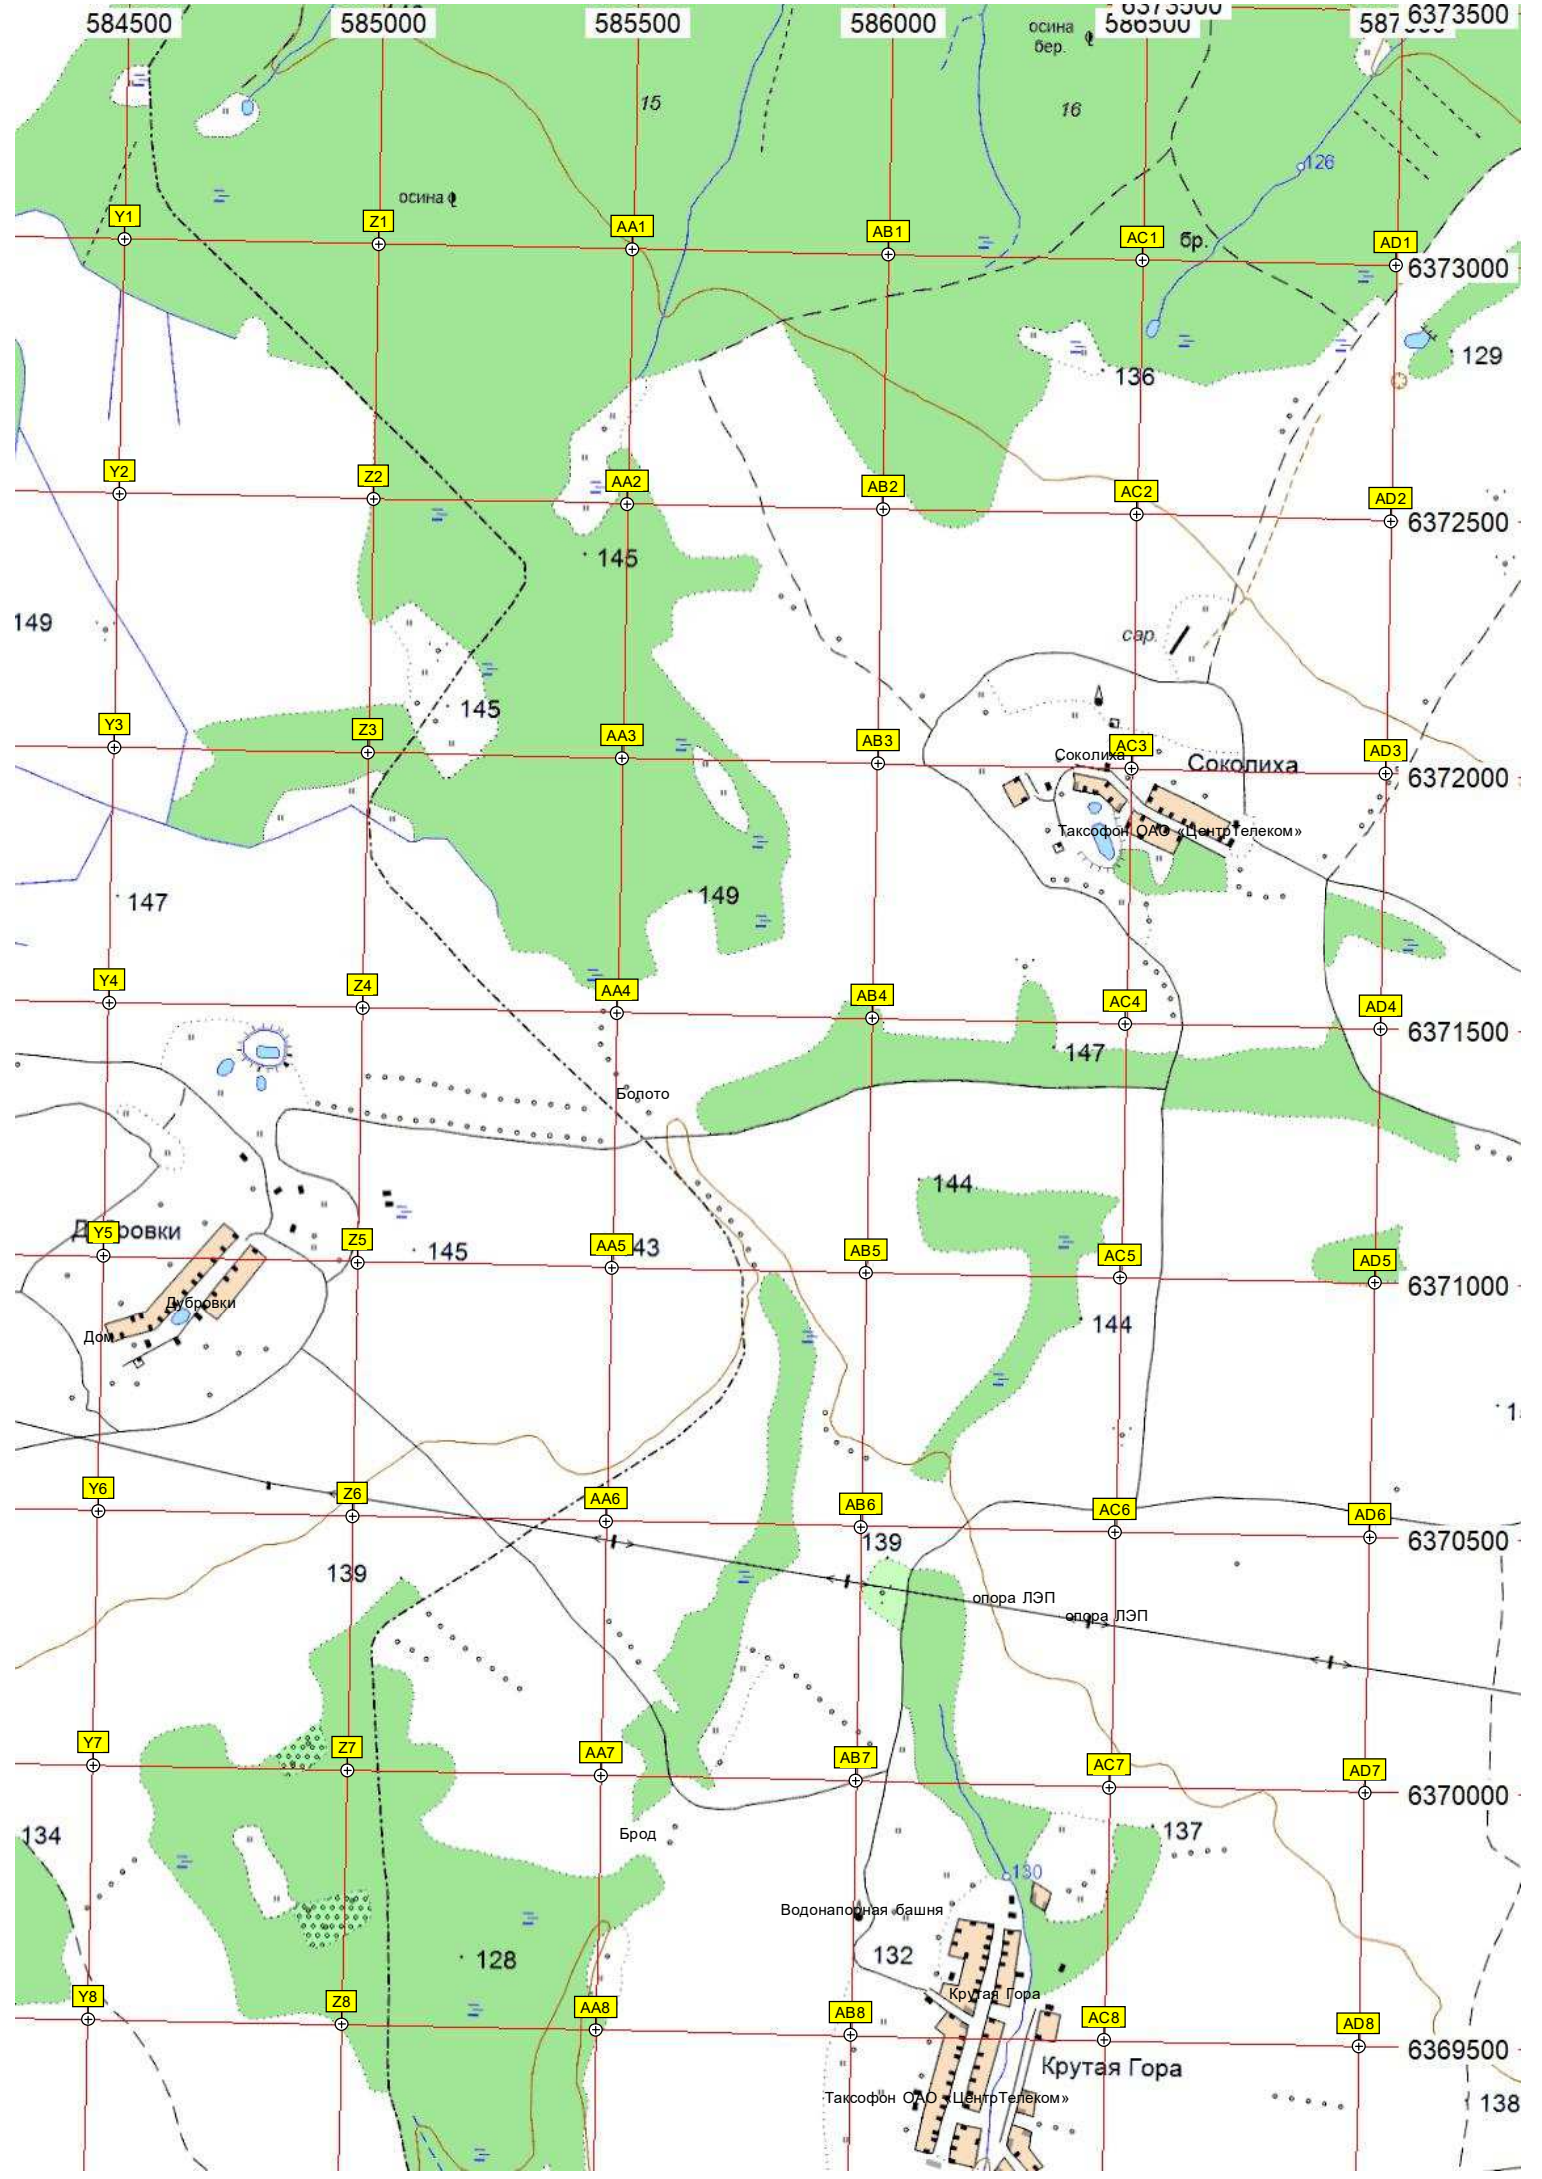 584500 585000 585500 586000 586500 6373500
осина
бер.
15
16
126
осина
Y1 Z1 AA1 AB1 AC1 бр. AD1
6373000
129
136
Y2 Z2 AA2 AB2 AC2 AD2
6372500
145
149
сар.
145
Y3 Z3 AA3 AB3 AC3 AD3
Соколиха
Соколиха
6372000
Таксофон ОАО «ЦентрТелеком»
147
149
Y4 Z4 AA4 AB4 AC4 AD4
6371500
147
Болото
144
Y5 Z5 145 AA5 43 AB5 AC5 AD5
6371000
Дубровки
Дом
144
Y6 Z6 AA6 AB6 AC6 AD6
6370500
139
139
опора ЛЭП
опора ЛЭП
Y7 Z7 AA7 AB7 AC7 AD7
6370000
134
Брод
137
130
Водонапорная башня
132
128
Крутая Гора
Y8 Z8 AA8 AB8 AC8 AD8
6369500
Крутая Гора
Таксофон ОАО «ЦентрТелеком»
138